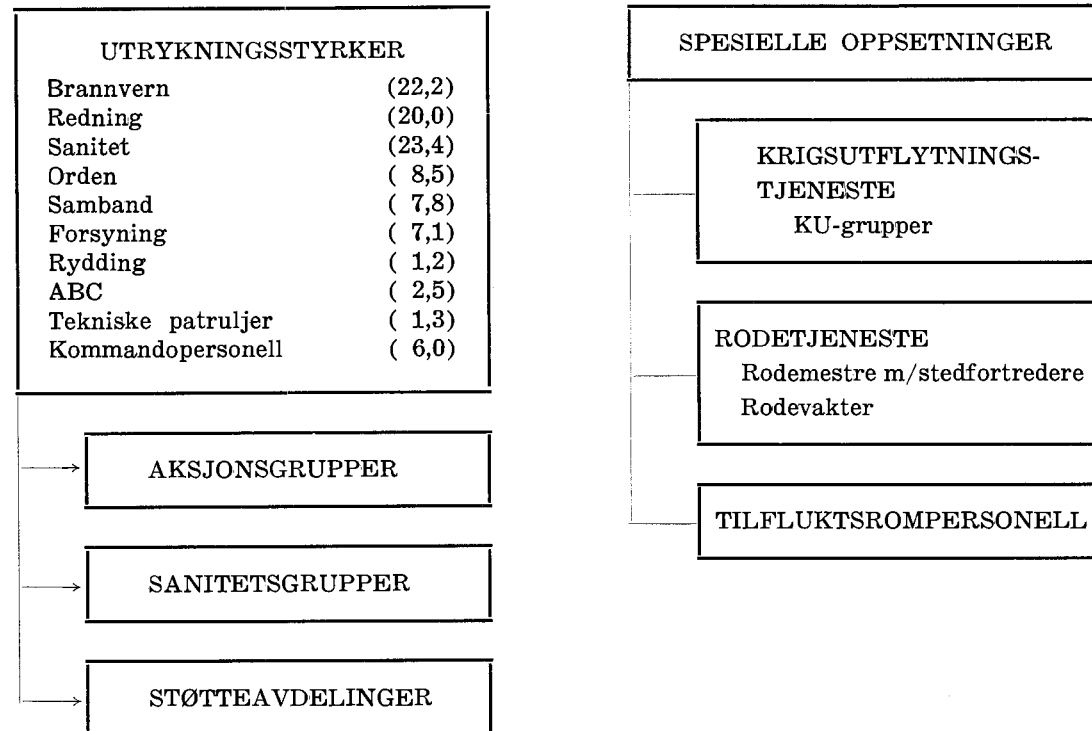 UTRYKNINGSSTYRKER
Brannvern (22,2)
Redning (20,0)
Sanitet (23,4)
Orden ( 8,5)
Samband ( 7,8)
Forsyning ( 7,1)
Rydding ( 1,2)
ABC ( 2,5)
Tekniske patruljer ( 1,3)
Kommandopersonell ( 6,0)
AKSJONSGRUPPER
SANITETSGRUPPER
STØTTEAVDELINGER
SPESIELLE OPPSETNINGER
KRIGSUTFLYTNINGS-
TJENESTE
KU-grupper
RODETJENESTE
Rodemestre m/stedfortredere
Rodevakter
TILFLUKTSROMPERSONELL